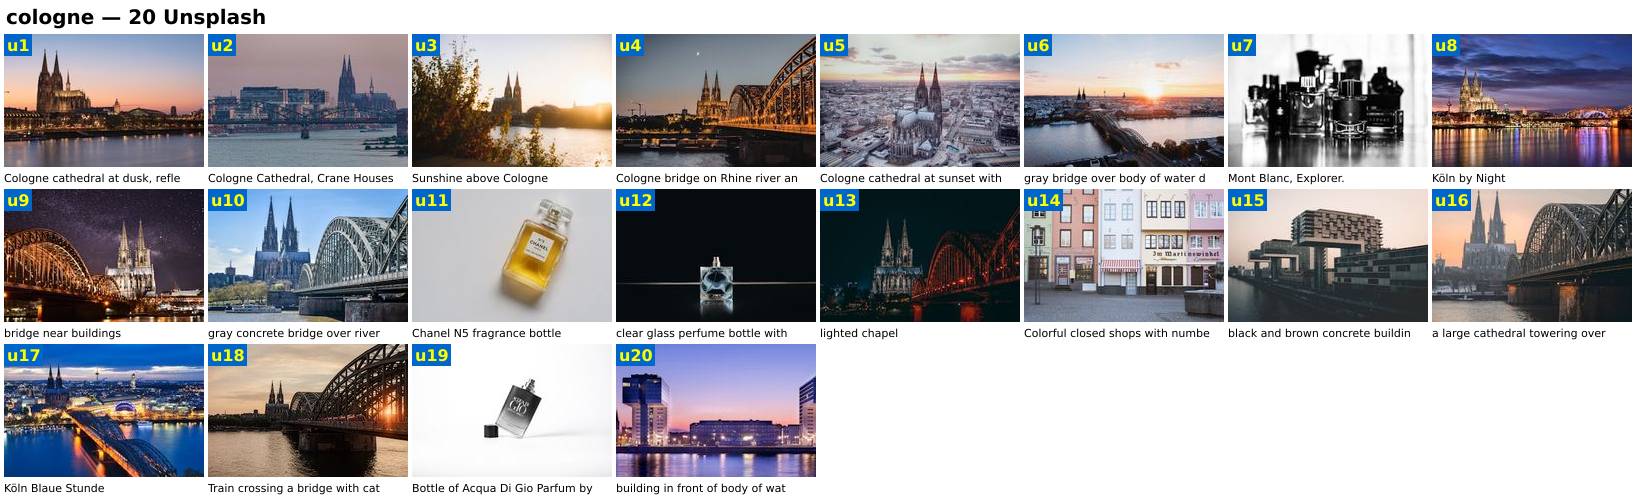 cologne — 20 Unsplash
u1 u2 u3 u4 u5 u6 u7 u8
Cologne cathedral at dusk, refle
Cologne Cathedral, Crane Houses
Sunshine above Cologne
Cologne bridge on Rhine river an
Cologne cathedral at sunset with
gray bridge over body of water d
Mont Blanc, Explorer.
Köln by Night
u9 u10 u11 u12 u13 u14 u15 u16
N°5
CHANEL
Im Martinswinkel
bridge near buildings
gray concrete bridge over river
Chanel N5 fragrance bottle
clear glass perfume bottle with
lighted chapel
Colorful closed shops with numbe
black and brown concrete buildin
a large cathedral towering over
u17 u18 u19 u20
GIÒ
Köln Blaue Stunde
Train crossing a bridge with cat
Bottle of Acqua Di Gio Parfum by
building in front of body of wat